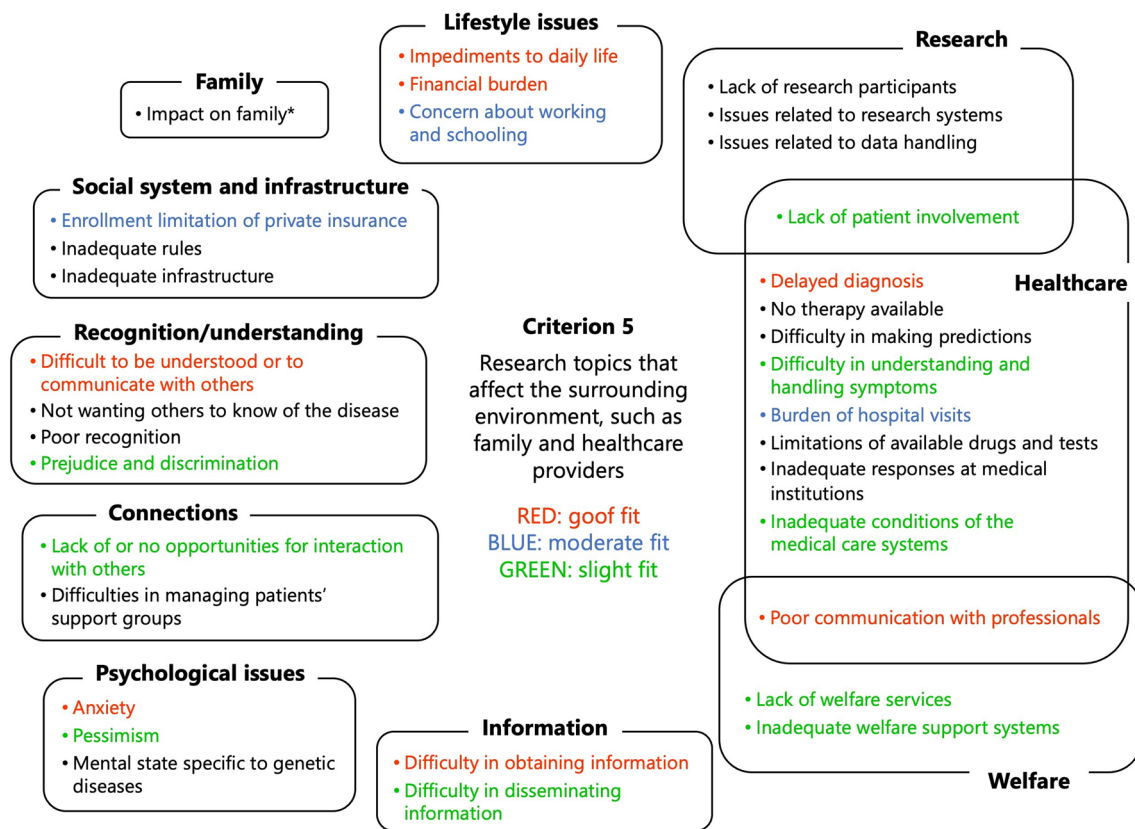 Lifestyle issues
• Impediments to daily life
• Financial burden
• Concern about working
and schooling
Research
• Lack of research participants
• Issues related to research systems
• Issues related to data handling
Family
• Impact on family*
Social system and infrastructure
• Enrollment limitation of private insurance
• Inadequate rules
• Inadequate infrastructure
• Lack of patient involvement
Healthcare
• Delayed diagnosis
• No therapy available
• Difficulty in making predictions
• Difficulty in understanding and
handling symptoms
• Burden of hospital visits
• Limitations of available drugs and tests
• Inadequate responses at medical
institutions
• Inadequate conditions of the
medical care systems
Recognition/understanding
• Difficult to be understood or to
communicate with others
• Not wanting others to know of the disease
• Poor recognition
• Prejudice and discrimination
Criterion 5
Research topics that
affect the surrounding
environment, such as
family and healthcare
providers
RED: goof fit
BLUE: moderate fit
GREEN: slight fit
Connections
• Lack of or no opportunities for interaction
with others
• Difficulties in managing patients’
support groups
• Poor communication with professionals
Psychological issues
• Anxiety
• Pessimism
• Mental state specific to genetic
diseases
Information
• Difficulty in obtaining information
• Difficulty in disseminating
information
• Lack of welfare services
• Inadequate welfare support systems
Welfare